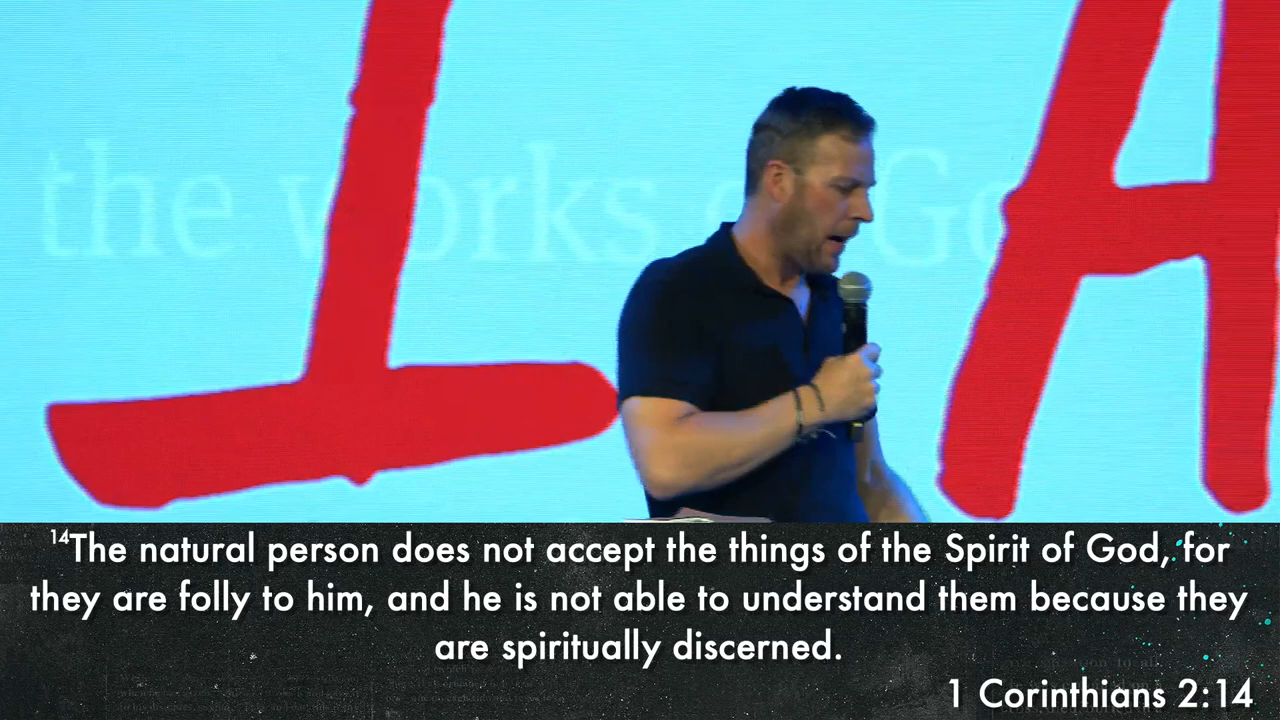 I A
the works of Go
¹⁴The natural person does not accept the things of the Spirit of God, for
they are folly to him, and he is not able to understand them because they
are spiritually discerned.
1 Corinthians 2:14